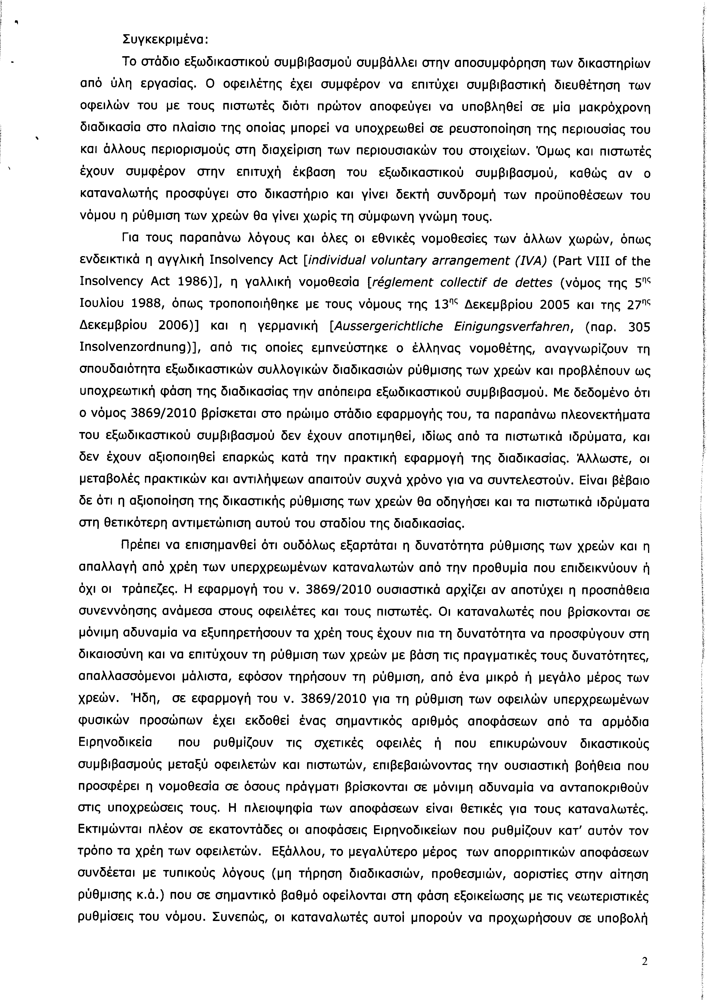 Συγκεκριμένα:
Το στάδιο εξωδικαστικού συμβιβασμού συμβάλλει στην αποσυμφόρηση των δικαστηρίων
από ύλη εργασίας. Ο οφειλέτης έχει συμφέρον να επιτύχει συμβιβαστική διευθέτηση των
οφειλών του με τους πιστωτές διότι πρώτον αποφεύγει να υποβληθεί σε μία μακρόχρονη
διαδικασία στο πλαίσιο της οποίας μπορεί να υποχρεωθεί σε ρευστοποίηση της περιουσίας του
και άλλους περιορισμούς στη διαχείριση των περιουσιακών του στοιχείων. Όμως και πιστωτές
έχουν συμφέρον στην επιτυχή έκβαση του εξωδικαστικού συμβιβασμού, καθώς αν ο
καταναλωτής προσφύγει στο δικαστήριο και γίνει δεκτή συνδρομή των προϋποθέσεων του
νόμου η ρύθμιση των χρεών θα γίνει χωρίς τη σύμφωνη γνώμη τους.
Για τους παραπάνω λόγους και όλες οι εθνικές νομοθεσίες των άλλων χωρών, όπως
ενδεικτικά η αγγλική Insolvency Act [individual voluntary arrangement (IVA) (Part VIII of the
Insolvency Act 1986)], η γαλλική νομοθεσία [réglement collectif de dettes (νόμος της 5ης
Ιουλίου 1988, όπως τροποποιήθηκε με τους νόμους της 13ης Δεκεμβρίου 2005 και της 27ης
Δεκεμβρίου 2006)] και η γερμανική [Aussergerichtliche Einigungsverfahren, (παρ. 305
Insolvenzordnung)], από τις οποίες εμπνεύστηκε ο έλληνας νομοθέτης, αναγνωρίζουν τη
σπουδαιότητα εξωδικαστικών συλλογικών διαδικασιών ρύθμισης των χρεών και προβλέπουν ως
υποχρεωτική φάση της διαδικασίας την απόπειρα εξωδικαστικού συμβιβασμού. Με δεδομένο ότι
ο νόμος 3869/2010 βρίσκεται στο πρώιμο στάδιο εφαρμογής του, τα παραπάνω πλεονεκτήματα
του εξωδικαστικού συμβιβασμού δεν έχουν αποτιμηθεί, ιδίως από τα πιστωτικά ιδρύματα, και
δεν έχουν αξιοποιηθεί επαρκώς κατά την πρακτική εφαρμογή της διαδικασίας. Άλλωστε, οι
μεταβολές πρακτικών και αντιλήψεων απαιτούν συχνά χρόνο για να συντελεστούν. Είναι βέβαιο
δε ότι η αξιοποίηση της δικαστικής ρύθμισης των χρεών θα οδηγήσει και τα πιστωτικά ιδρύματα
στη θετικότερη αντιμετώπιση αυτού του σταδίου της διαδικασίας.
Πρέπει να επισημανθεί ότι ουδόλως εξαρτάται η δυνατότητα ρύθμισης των χρεών και η
απαλλαγή από χρέη των υπερχρεωμένων καταναλωτών από την προθυμία που επιδεικνύουν ή
όχι οι τράπεζες. Η εφαρμογή του ν. 3869/2010 ουσιαστικά αρχίζει αν αποτύχει η προσπάθεια
συνεννόησης ανάμεσα στους οφειλέτες και τους πιστωτές. Οι καταναλωτές που βρίσκονται σε
μόνιμη αδυναμία να εξυπηρετήσουν τα χρέη τους έχουν πια τη δυνατότητα να προσφύγουν στη
δικαιοσύνη και να επιτύχουν τη ρύθμιση των χρεών με βάση τις πραγματικές τους δυνατότητες,
απαλλασσόμενοι μάλιστα, εφόσον τηρήσουν τη ρύθμιση, από ένα μικρό ή μεγάλο μέρος των
χρεών. Ήδη, σε εφαρμογή του ν. 3869/2010 για τη ρύθμιση των οφειλών υπερχρεωμένων
φυσικών προσώπων έχει εκδοθεί ένας σημαντικός αριθμός αποφάσεων από τα αρμόδια
Ειρηνοδικεία που ρυθμίζουν τις σχετικές οφειλές ή που επικυρώνουν δικαστικούς
συμβιβασμούς μεταξύ οφειλετών και πιστωτών, επιβεβαιώνοντας την ουσιαστική βοήθεια που
προσφέρει η νομοθεσία σε όσους πράγματι βρίσκονται σε μόνιμη αδυναμία να ανταποκριθούν
στις υποχρεώσεις τους. Η πλειοψηφία των αποφάσεων είναι θετικές για τους καταναλωτές.
Εκτιμώνται πλέον σε εκατοντάδες οι αποφάσεις Ειρηνοδικείων που ρυθμίζουν κατ' αυτόν τον
τρόπο τα χρέη των οφειλετών. Εξάλλου, το μεγαλύτερο μέρος των απορριπτικών αποφάσεων
συνδέεται με τυπικούς λόγους (μη τήρηση διαδικασιών, προθεσμιών, αοριστίες στην αίτηση
ρύθμισης κ.ά.) που σε σημαντικό βαθμό οφείλονται στη φάση εξοικείωσης με τις νεωτεριστικές
ρυθμίσεις του νόμου. Συνεπώς, οι καταναλωτές αυτοί μπορούν να προχωρήσουν σε υποβολή
2